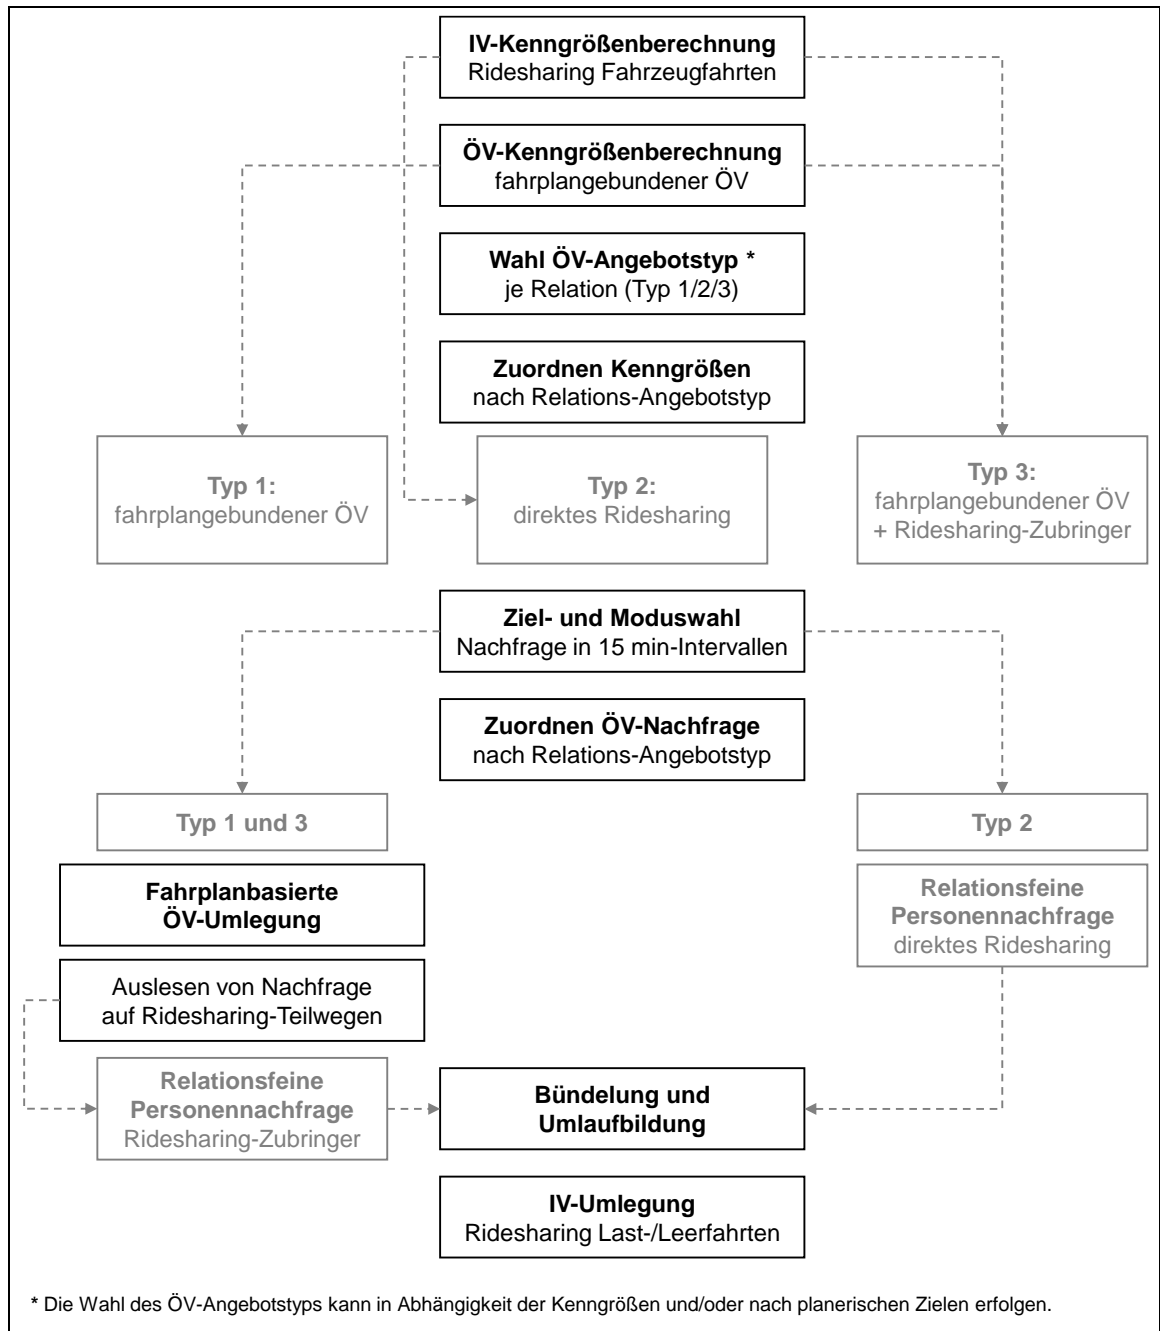 IV-Kenngrößenberechnung
Ridesharing Fahrzeugfahrten
ÖV-Kenngrößenberechnung
fahrplangebundener ÖV
Wahl ÖV-Angebotstyp *
je Relation (Typ 1/2/3)
Zuordnen Kenngrößen
nach Relations-Angebotstyp
Typ 1:
fahrplangebundener ÖV
Typ 2:
direktes Ridesharing
Typ 3:
fahrplangebundener ÖV
+ Ridesharing-Zubringer
Ziel- und Moduswahl
Nachfrage in 15 min-Intervallen
Zuordnen ÖV-Nachfrage
nach Relations-Angebotstyp
Typ 1 und 3
Typ 2
Fahrplanbasierte
ÖV-Umlegung
Relationsfeine
Personennachfrage
direktes Ridesharing
Auslesen von Nachfrage
auf Ridesharing-Teilwegen
Relationsfeine
Personennachfrage
Ridesharing-Zubringer
Bündelung und
Umlaufbildung
IV-Umlegung
Ridesharing Last-/Leerfahrten
* Die Wahl des ÖV-Angebotstyps kann in Abhängigkeit der Kenngrößen und/oder nach planerischen Zielen erfolgen.